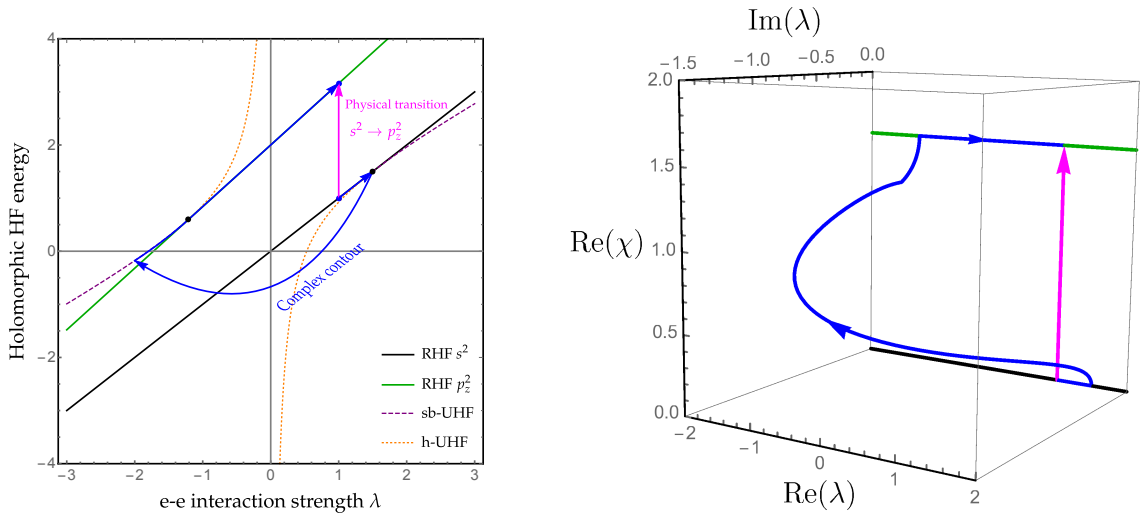 4
2
0
−2
−4
−3
−2
−1
0
1
2
3
Holomorphic HF energy
e-e interaction strength λ
Physical transition
s² → p_z²
Complex contour
RHF s²
RHF p_z²
sb-UHF
h-UHF
Im(λ)
−1.5
−1.0
−0.5
0.0
2.0
1.5
1.0
0.5
0.0
Re(χ)
−2
−1
0
1
2
Re(λ)